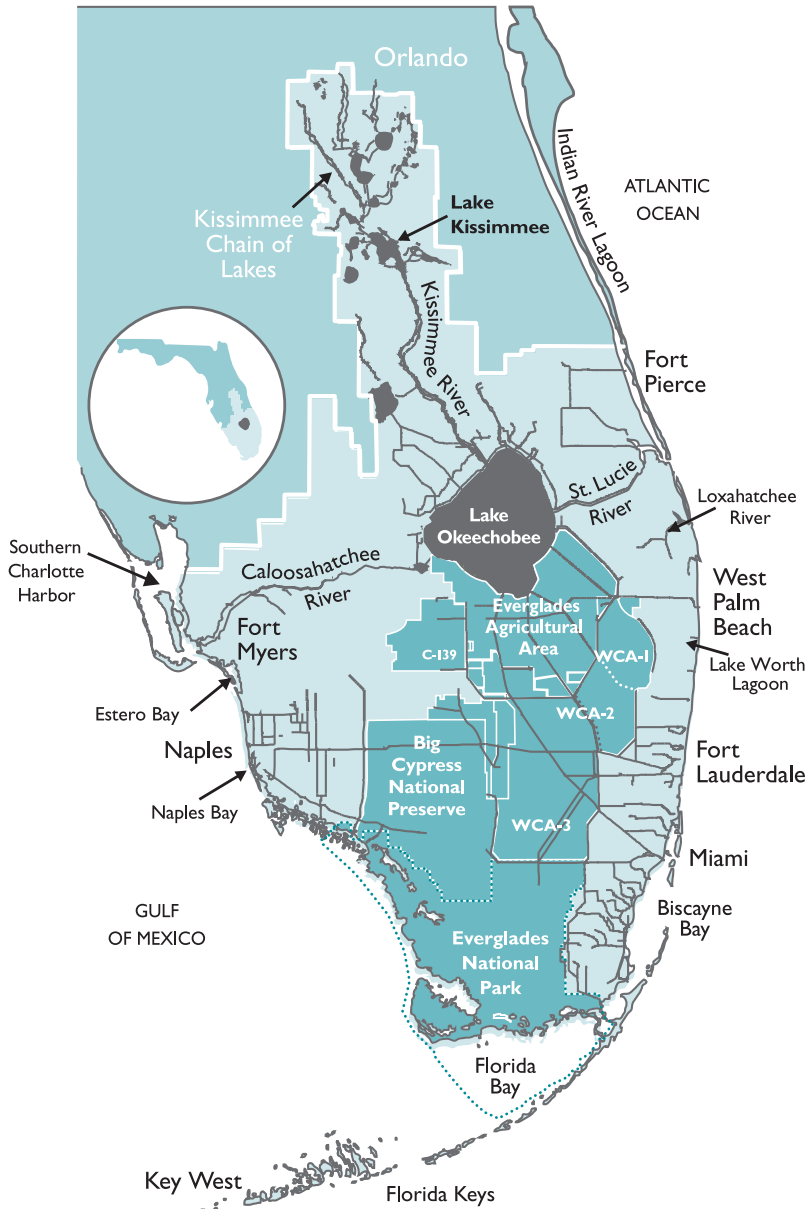 Orlando
Indian River Lagoon
ATLANTIC
OCEAN
Kissimmee
Chain of
Lakes
Lake
Kissimmee
Kissimmee River
Fort
Pierce
St. Lucie
River
Lake
Okeechobee
Loxahatchee
River
Southern
Charlotte
Harbor
Caloosahatchee
River
West
Palm
Beach
Everglades
Agricultural
Area
Fort
Myers
C-139
WCA-1
Lake Worth
Lagoon
Estero Bay
WCA-2
Naples
Big
Cypress
National
Preserve
Fort
Lauderdale
Naples Bay
WCA-3
Miami
GULF
OF MEXICO
Biscayne
Bay
Everglades
National
Park
Florida
Bay
Key West
Florida Keys